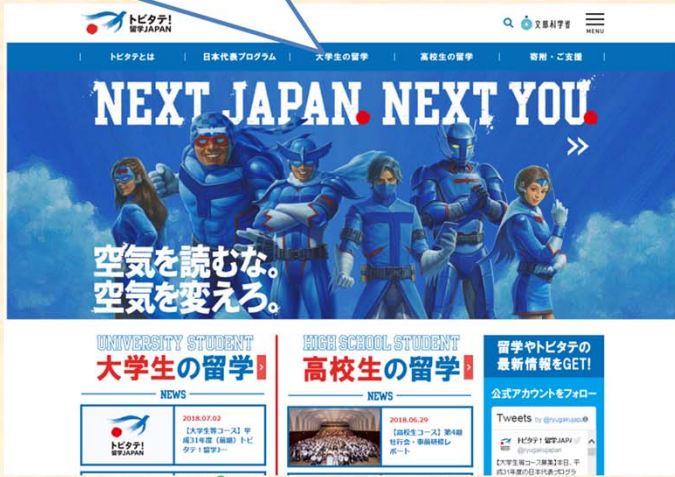 トビタテ!
留学JAPAN
文部科学省
MENU
トビタテとは
日本代表プログラム
大学生の留学
高校生の留学
寄附・ご支援
NEXT JAPAN. NEXT YOU.
空気を読むな。
空気を変えろ。
UNIVERSITY STUDENT
大学生の留学
NEWS
トビタテ!
留学JAPAN
2018.07.02
【大学生等コース】平
成31年度（前期）トビ
タテ！留学J…
HIGH SCHOOL STUDENT
高校生の留学
NEWS
2018.06.29
【高校生コース】第4期
壮行会・事前研修レ
ポート
留学やトビタテの
最新情報をGET!
公式アカウントをフォロー
Tweets by @ryugakujapan
トビタテ！留学JAPA
@ryugakujapan
【大学生等コース募集】本日、平
成31年度の日本代表プログラ